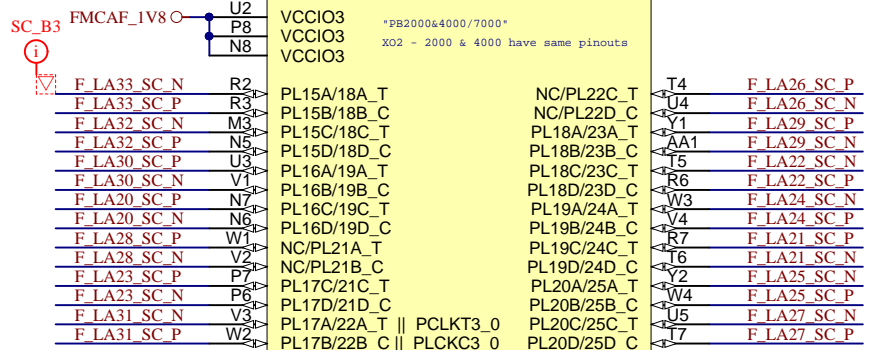 FMCAF_1V8 U2 VCCIO3 "PB2000&4000/7000"
P8 VCCIO3 XO2 - 2000 & 4000 have same pinouts
N8 VCCIO3
SC_B3
i
F_LA33_SC_N R2 PL15A/18A_T NC/PL22C_T T4 F_LA26_SC_P
F_LA33_SC_P R3 PL15B/18B_C NC/PL22D_C U4 F_LA26_SC_N
F_LA32_SC_N M3 PL15C/18C_T PL18A/23A_T Y1 F_LA29_SC_P
F_LA32_SC_P N5 PL15D/18D_C PL18B/23B_C AA1 F_LA29_SC_N
F_LA30_SC_P U3 PL16A/19A_T PL18C/23C_T T5 F_LA22_SC_N
F_LA30_SC_N V1 PL16B/19B_C PL18D/23D_C R6 F_LA22_SC_P
F_LA20_SC_P N7 PL16C/19C_T PL19A/24A_T W3 F_LA24_SC_N
F_LA20_SC_N N6 PL16D/19D_C PL19B/24B_C V4 F_LA24_SC_P
F_LA28_SC_P W1 NC/PL21A_T PL19C/24C_T R7 F_LA21_SC_P
F_LA28_SC_N V2 NC/PL21B_C PL19D/24D_C T6 F_LA21_SC_N
F_LA23_SC_P P7 PL17C/21C_T PL20A/25A_T Y2 F_LA25_SC_N
F_LA23_SC_N P6 PL17D/21D_C PL20B/25B_C W4 F_LA25_SC_P
F_LA31_SC_N V3 PL17A/22A_T || PCLKT3_0 PL20C/25C_T U5 F_LA27_SC_N
F_LA31_SC_P W2 PL17B/22B_C || PLCKC3_0 PL20D/25D_C T7 F_LA27_SC_P